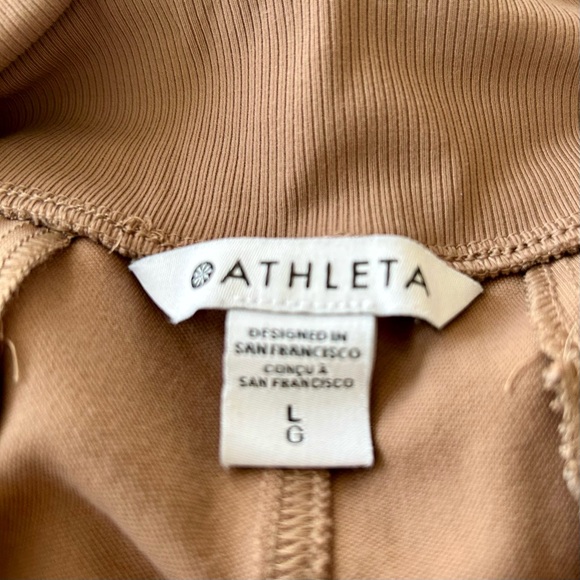 ATHLETA
DESIGNED IN
SAN FRANCISCO
CONÇU À
SAN FRANCISCO
L
G